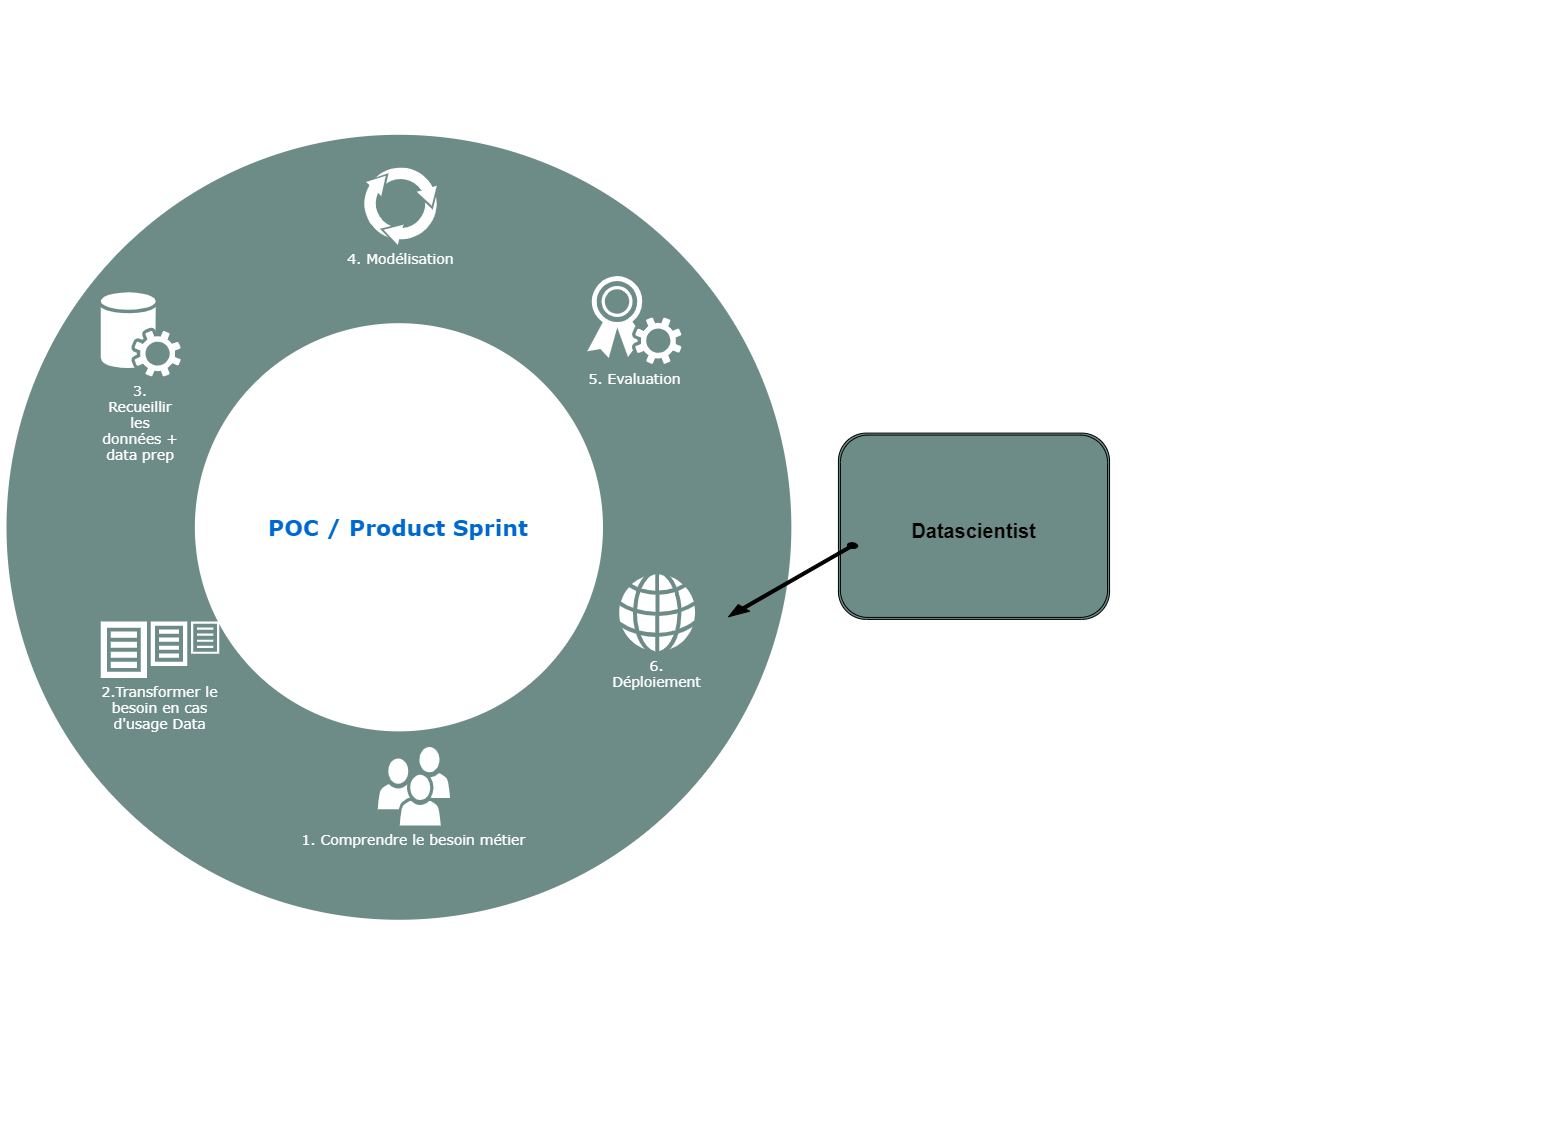 4. Modélisation
5. Evaluation
3.
Recueillir
les
données +
data prep
POC / Product Sprint
Datascientist
6.
Déploiement
2.Transformer le
besoin en cas
d'usage Data
1. Comprendre le besoin métier